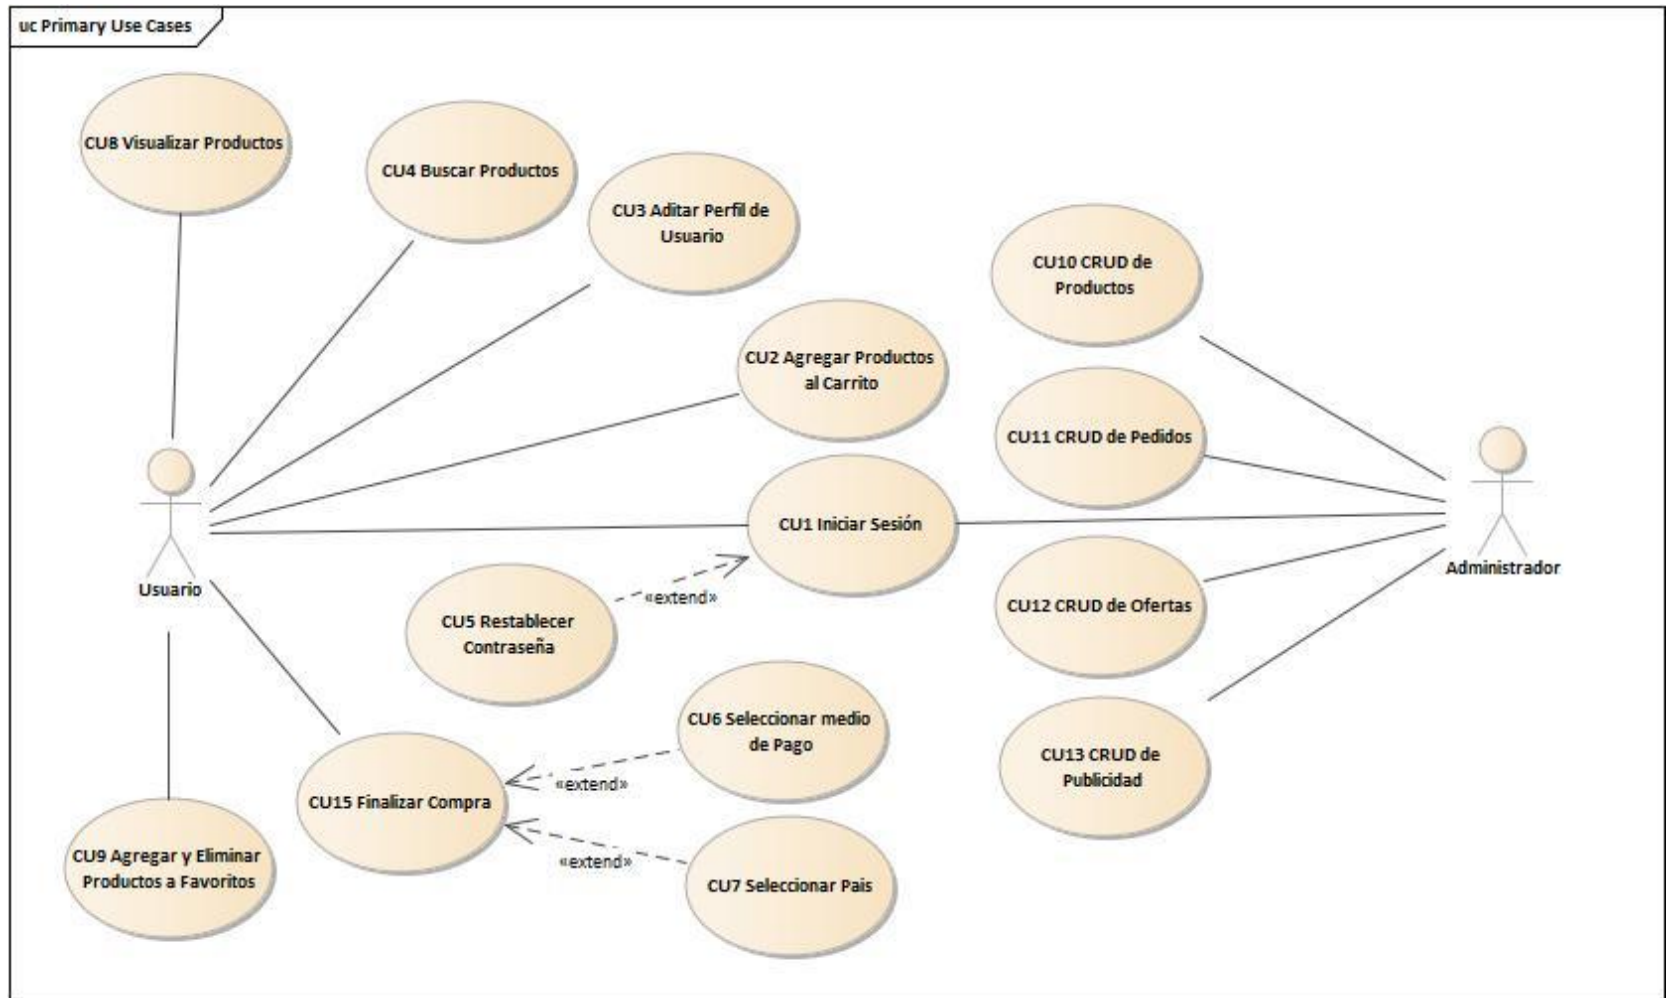 uc Primary Use Cases
CU8 Visualizar Productos
CU4 Buscar Productos
CU3 Aditar Perfil de
Usuario
CU10 CRUD de
Productos
CU2 Agregar Productos
al Carrito
CU11 CRUD de Pedidos
CU1 Iniciar Sesión
Usuario
Administrador
«extend»
CU5 Restablecer
Contraseña
CU12 CRUD de Ofertas
CU6 Seleccionar medio
de Pago
CU13 CRUD de
Publicidad
«extend»
CU15 Finalizar Compra
«extend»
CU9 Agregar y Eliminar
Productos a Favoritos
CU7 Seleccionar Pais